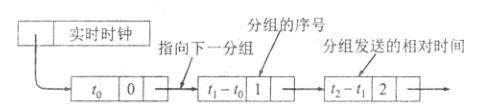 分组的序号
实时时钟
指向下一分组
分组发送的相对时间
t₀ 0 t₁－t₀ 1 t₂－t₁ 2